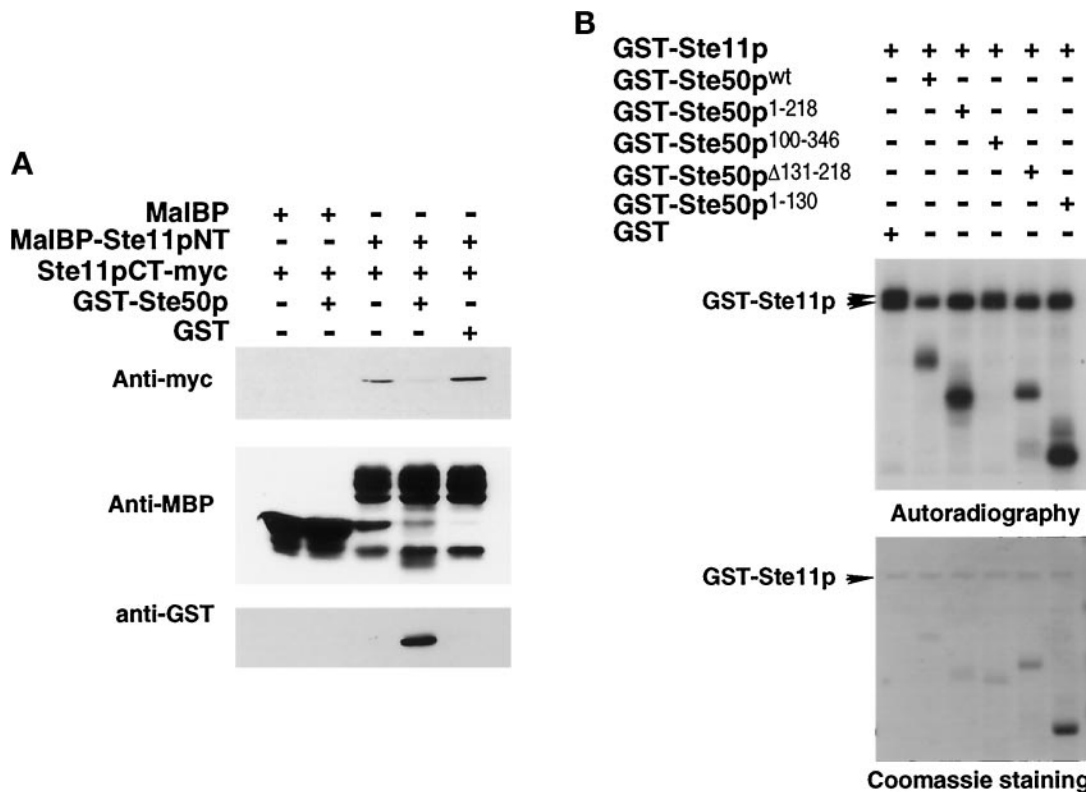 A
MalBP + + - - -
MalBP-Ste11pNT - - + + +
Ste11pCT-myc + + + + +
GST-Ste50p - + - + -
GST - - - - +
Anti-myc
Anti-MBP
anti-GST
B
GST-Ste11p + + + + + +
GST-Ste50pwt - + - - - -
GST-Ste50p1-218 - - + - - -
GST-Ste50p100-346 - - - + - -
GST-Ste50pΔ131-218 - - - - + -
GST-Ste50p1-130 - - - - - +
GST + - - - - -
GST-Ste11p
Autoradiography
GST-Ste11p
Coomassie staining